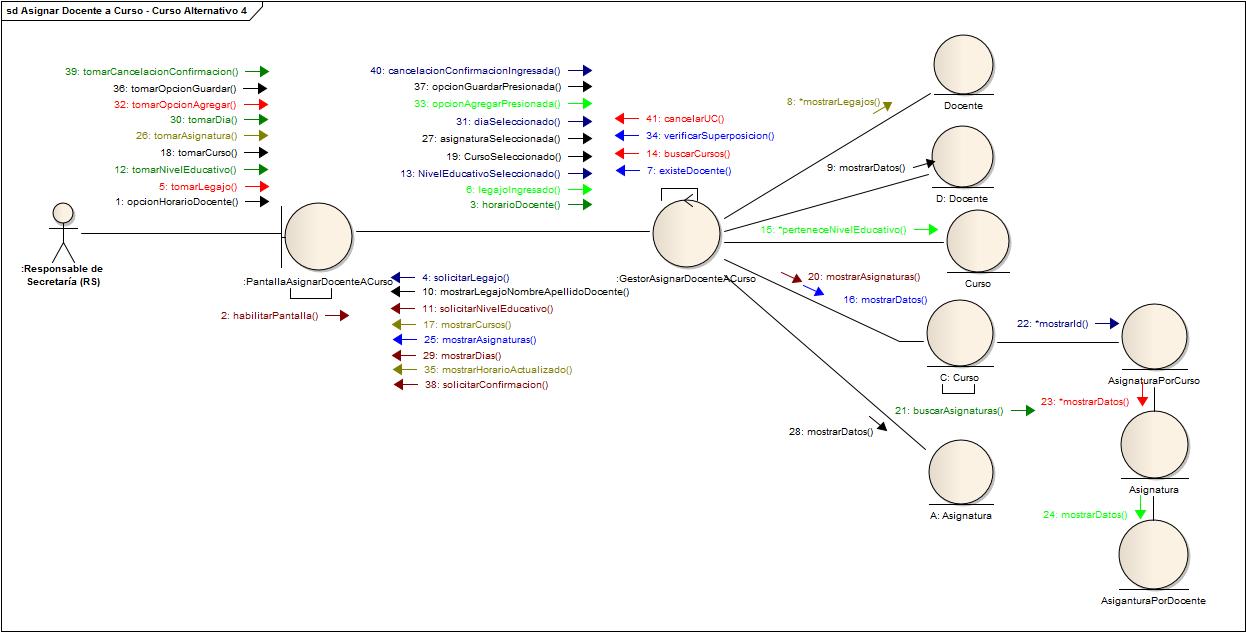 sd Asignar Docente a Curso - Curso Alternativo 4
39: tomarCancelacionConfirmacion()
36: tomarOpcionGuardar()
32: tomarOpcionAgregar()
30: tomarDia()
26: tomarAsignatura()
18: tomarCurso()
12: tomarNivelEducativo()
5: tomarLegajo()
1: opcionHorarioDocente()
40: cancelacionConfirmacionIngresada()
37: opcionGuardarPresionada()
33: opcionAgregarPresionada()
31: diaSeleccionado()
27: asignaturaSeleccionado()
19: CursoSeleccionado()
13: NivelEducativoSeleccionado()
6: legajoIngresado()
3: horarioDocente()
41: cancelarUC()
34: verificarSuperposicion()
14: buscarCursos()
7: existeDocente()
8: *mostrarLegajos()
Docente
9: mostrarDatos()
D: Docente
15: *perteneceNivelEducativo()
Curso
:Responsable de
Secretaría (RS)
:PantallaAsignarDocenteACurso
2: habilitarPantalla()
:GestorAsignarDocenteACurso
4: solicitarLegajo()
10: mostrarLegajoNombreApellidoDocente()
11: solicitarNivelEducativo()
17: mostrarCursos()
25: mostrarAsignaturas()
29: mostrarDias()
35: mostrarHorarioActualizado()
38: solicitarConfirmacion()
20: mostrarAsignaturas()
16: mostrarDatos()
C: Curso
22: *mostrarId()
AsignaturaPorCurso
21: buscarAsignaturas()
23: *mostrarDatos()
28: mostrarDatos()
Asignatura
A: Asignatura
24: mostrarDatos()
AsiganturaPorDocente